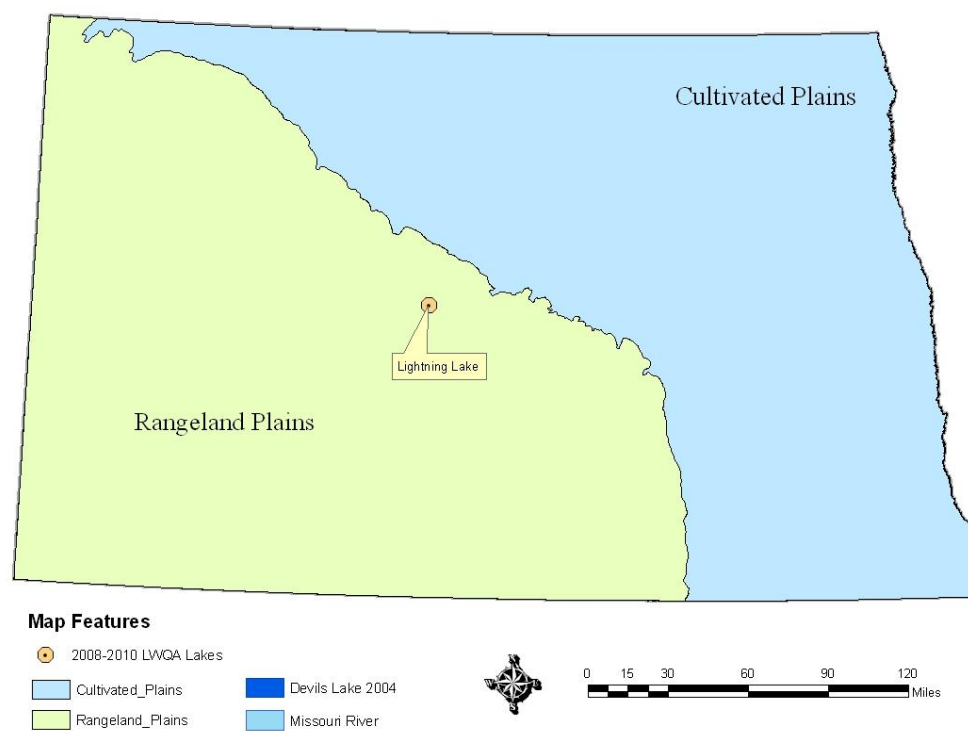 Cultivated Plains
Lightning Lake
Rangeland Plains
Map Features
2008-2010 LWQA Lakes
Cultivated_Plains
Devils Lake 2004
Rangeland_Plains
Missouri River
N
E
S
W
0 15 30 60 90 120
Miles